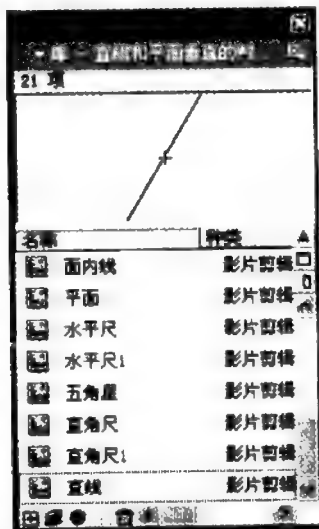 21 项
名称 种类
面内线 影片剪辑
平面 影片剪辑
水平尺 影片剪辑
水平尺1 影片剪辑
五角星 影片剪辑
直角尺 影片剪辑
直角尺1 影片剪辑
直线 影片剪辑